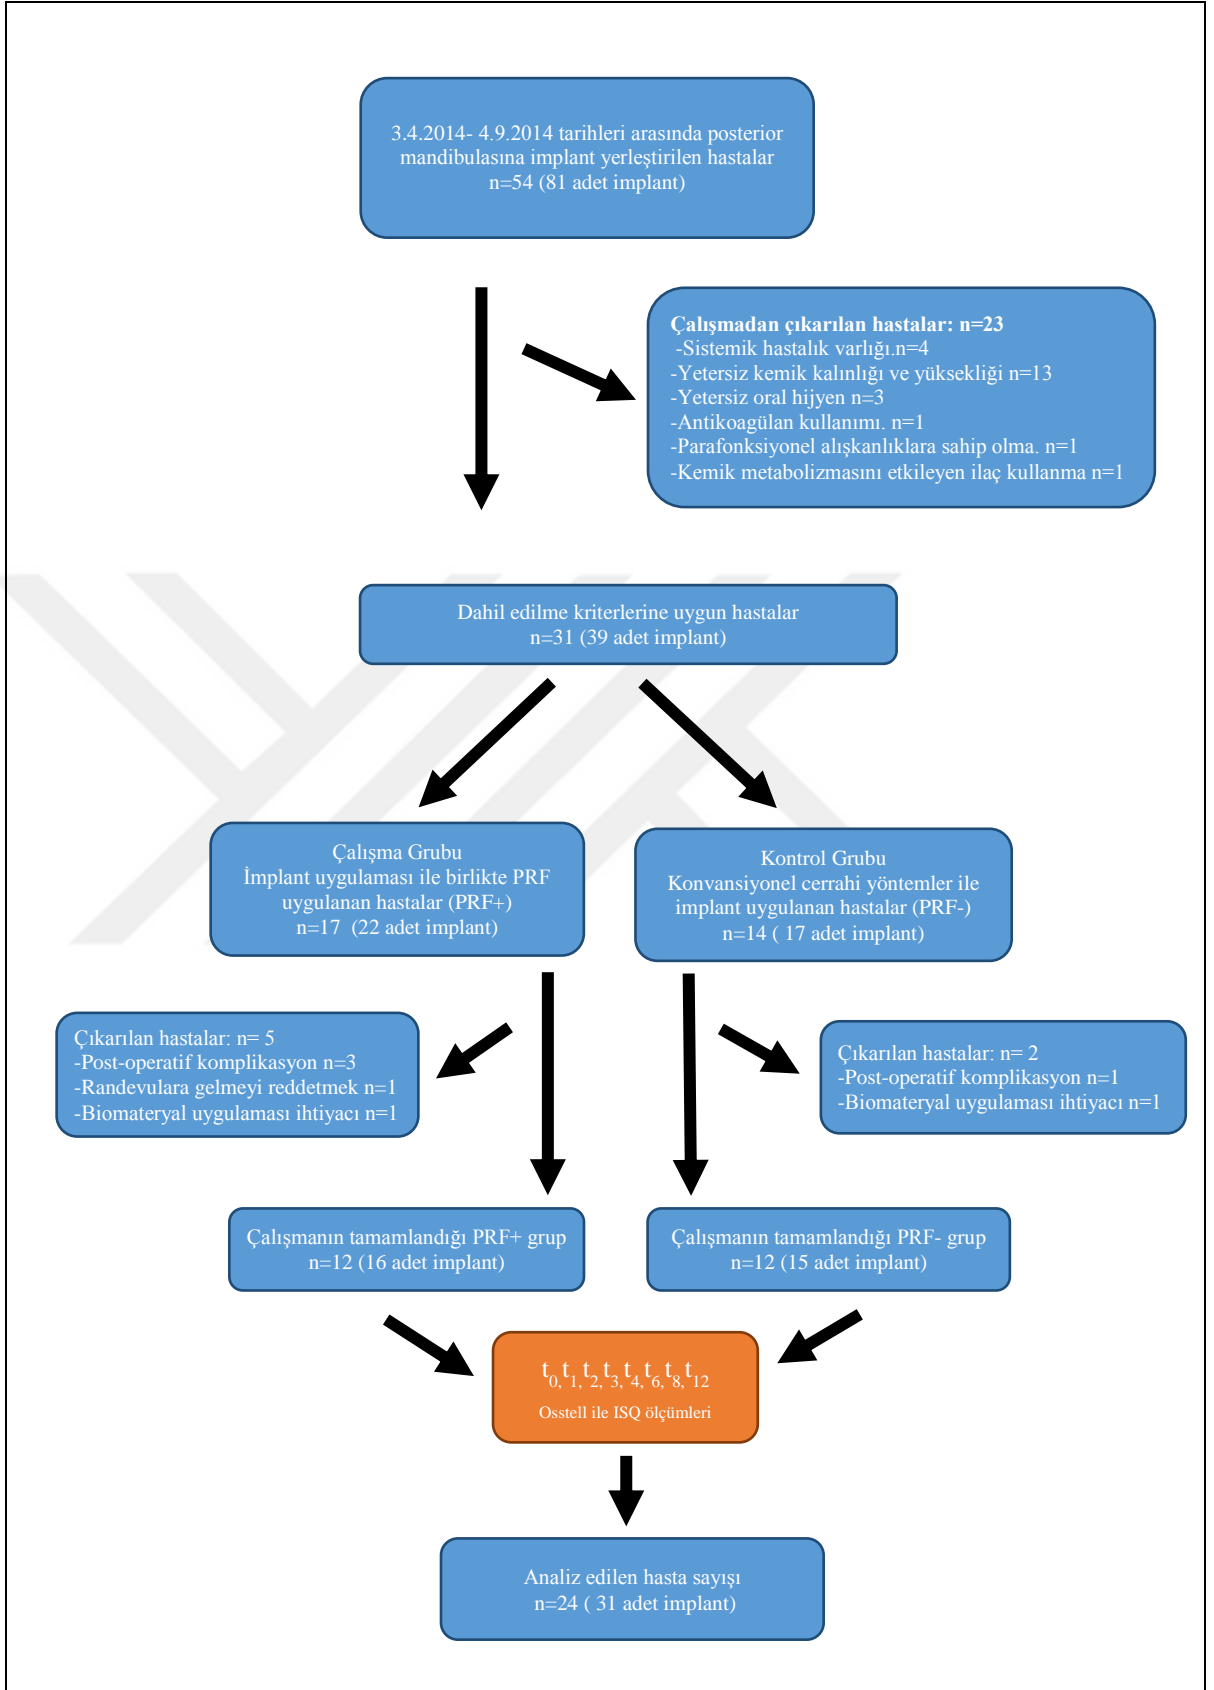 3.4.2014- 4.9.2014 tarihleri arasında posterior
mandibulasına implant yerleştirilen hastalar
n=54 (81 adet implant)
Çalışmadan çıkarılan hastalar: n=23
-Sistemik hastalık varlığı.n=4
-Yetersiz kemik kalınlığı ve yüksekliği n=13
-Yetersiz oral hijyen n=3
-Antikoagülan kullanımı. n=1
-Parafonksiyonel alışkanlıklara sahip olma. n=1
-Kemik metabolizmasını etkileyen ilaç kullanma n=1
Dahil edilme kriterlerine uygun hastalar
n=31 (39 adet implant)
Çalışma Grubu
İmplant uygulaması ile birlikte PRF
uygulanan hastalar (PRF+)
n=17 (22 adet implant)
Kontrol Grubu
Konvansiyonel cerrahi yöntemler ile
implant uygulanan hastalar (PRF-)
n=14 ( 17 adet implant)
Çıkarılan hastalar: n= 5
-Post-operatif komplikasyon n=3
-Randevulara gelmeyi reddetmek n=1
-Biomateryal uygulaması ihtiyacı n=1
Çıkarılan hastalar: n= 2
-Post-operatif komplikasyon n=1
-Biomateryal uygulaması ihtiyacı n=1
Çalışmanın tamamlandığı PRF+ grup
n=12 (16 adet implant)
Çalışmanın tamamlandığı PRF- grup
n=12 (15 adet implant)
t0,t1,t2,t3,t4,t6,t8,t12
Osstell ile ISQ ölçümleri
Analiz edilen hasta sayışı
n=24 ( 31 adet implant)